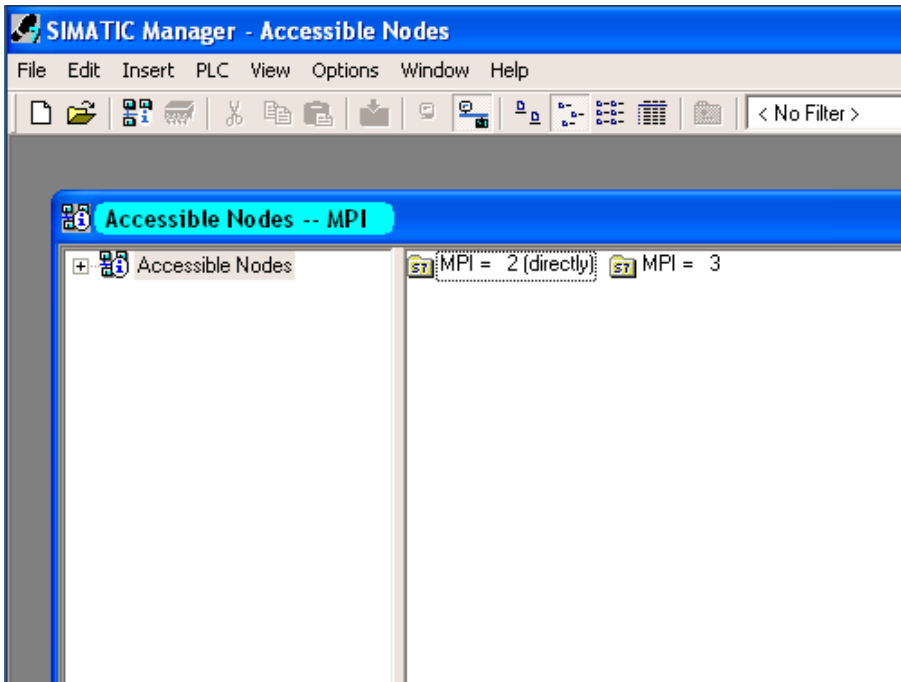 SIMATIC Manager - Accessible Nodes
File Edit Insert PLC View Options Window Help
< No Filter >
Accessible Nodes -- MPI
Accessible Nodes
MPI = 2 (directly) MPI = 3